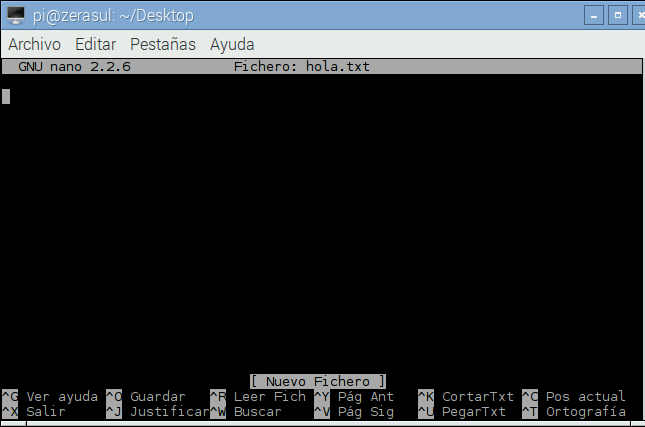 pi@zerasul: ~/Desktop
Archivo Editar Pestañas Ayuda
GNU nano 2.2.6 Fichero: hola.txt
[ Nuevo Fichero ]
^G Ver ayuda ^O Guardar ^R Leer Fich ^Y Pág Ant ^K CortarTxt ^C Pos actual
^X Salir ^J Justificar ^W Buscar ^V Pág Sig ^U PegarTxt ^T Ortografía